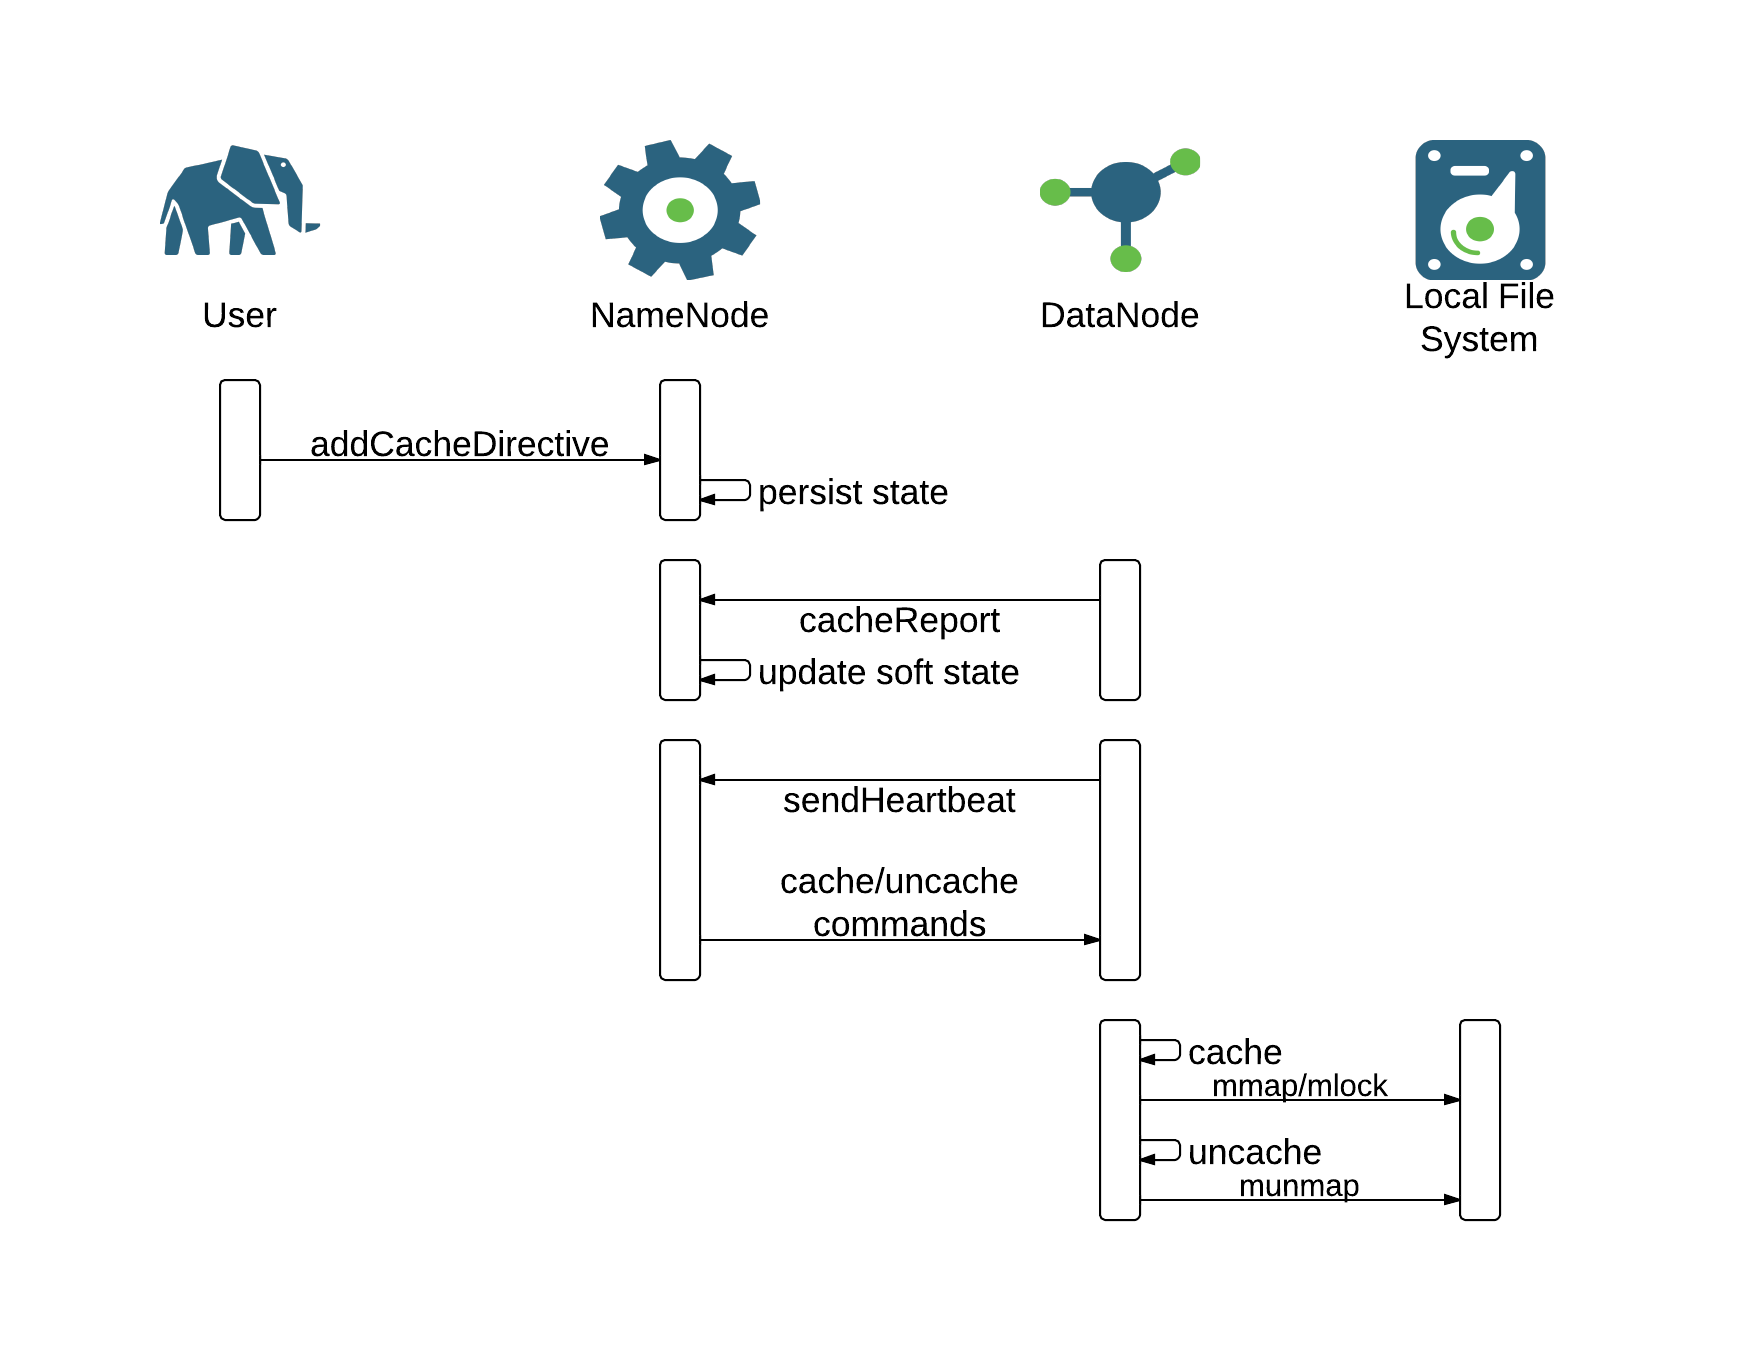 User
NameNode
DataNode
Local File
System
addCacheDirective
persist state
cacheReport
update soft state
sendHeartbeat
cache/uncache
commands
cache
mmap/mlock
uncache
munmap